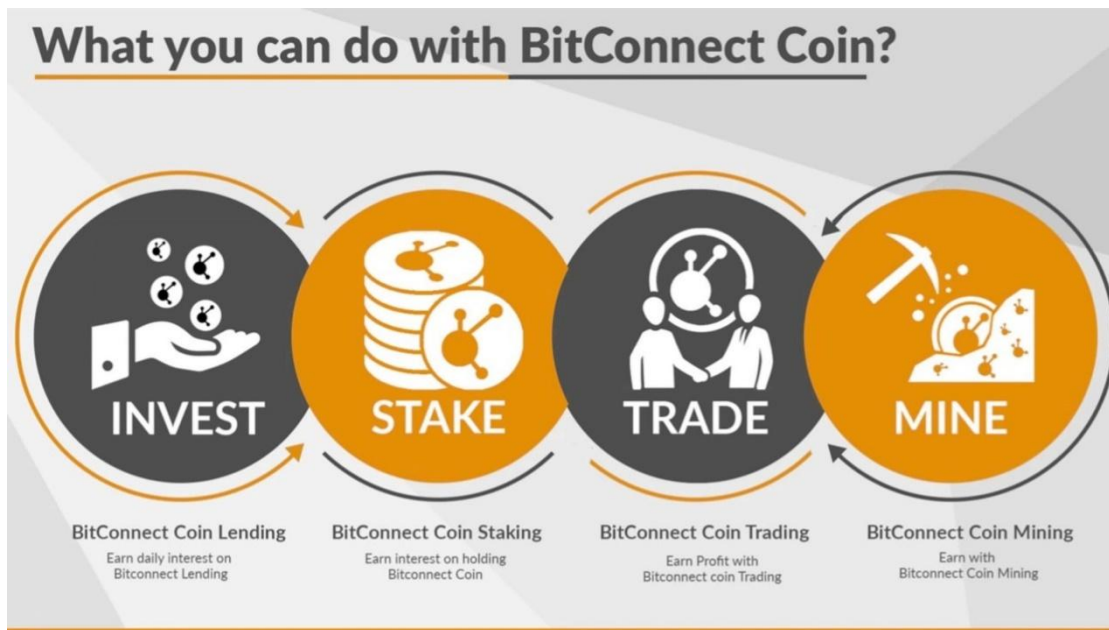 What you can do with BitConnect Coin?
INVEST
STAKE
TRADE
MINE
BitConnect Coin Lending
Earn daily interest on
Bitconnect Lending
BitConnect Coin Staking
Earn interest on holding
Bitconnect Coin
BitConnect Coin Trading
Earn Profit with
Bitconnect coin Trading
BitConnect Coin Mining
Earn with
Bitconnect Coin Mining